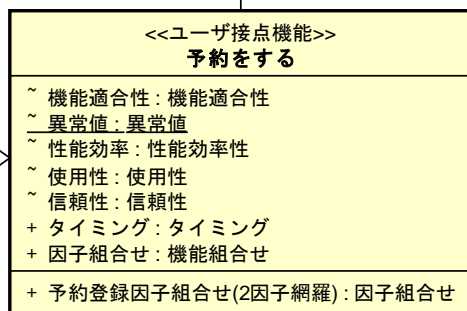 <<ユーザ接点機能>>
予約をする
~ 機能適合性 : 機能適合性
~ 異常値 : 異常値
~ 性能効率 : 性能効率性
~ 使用性 : 使用性
~ 信頼性 : 信頼性
+ タイミング : タイミング
+ 因子組合せ : 機能組合せ
+ 予約登録因子組合せ(2因子網羅) : 因子組合せ